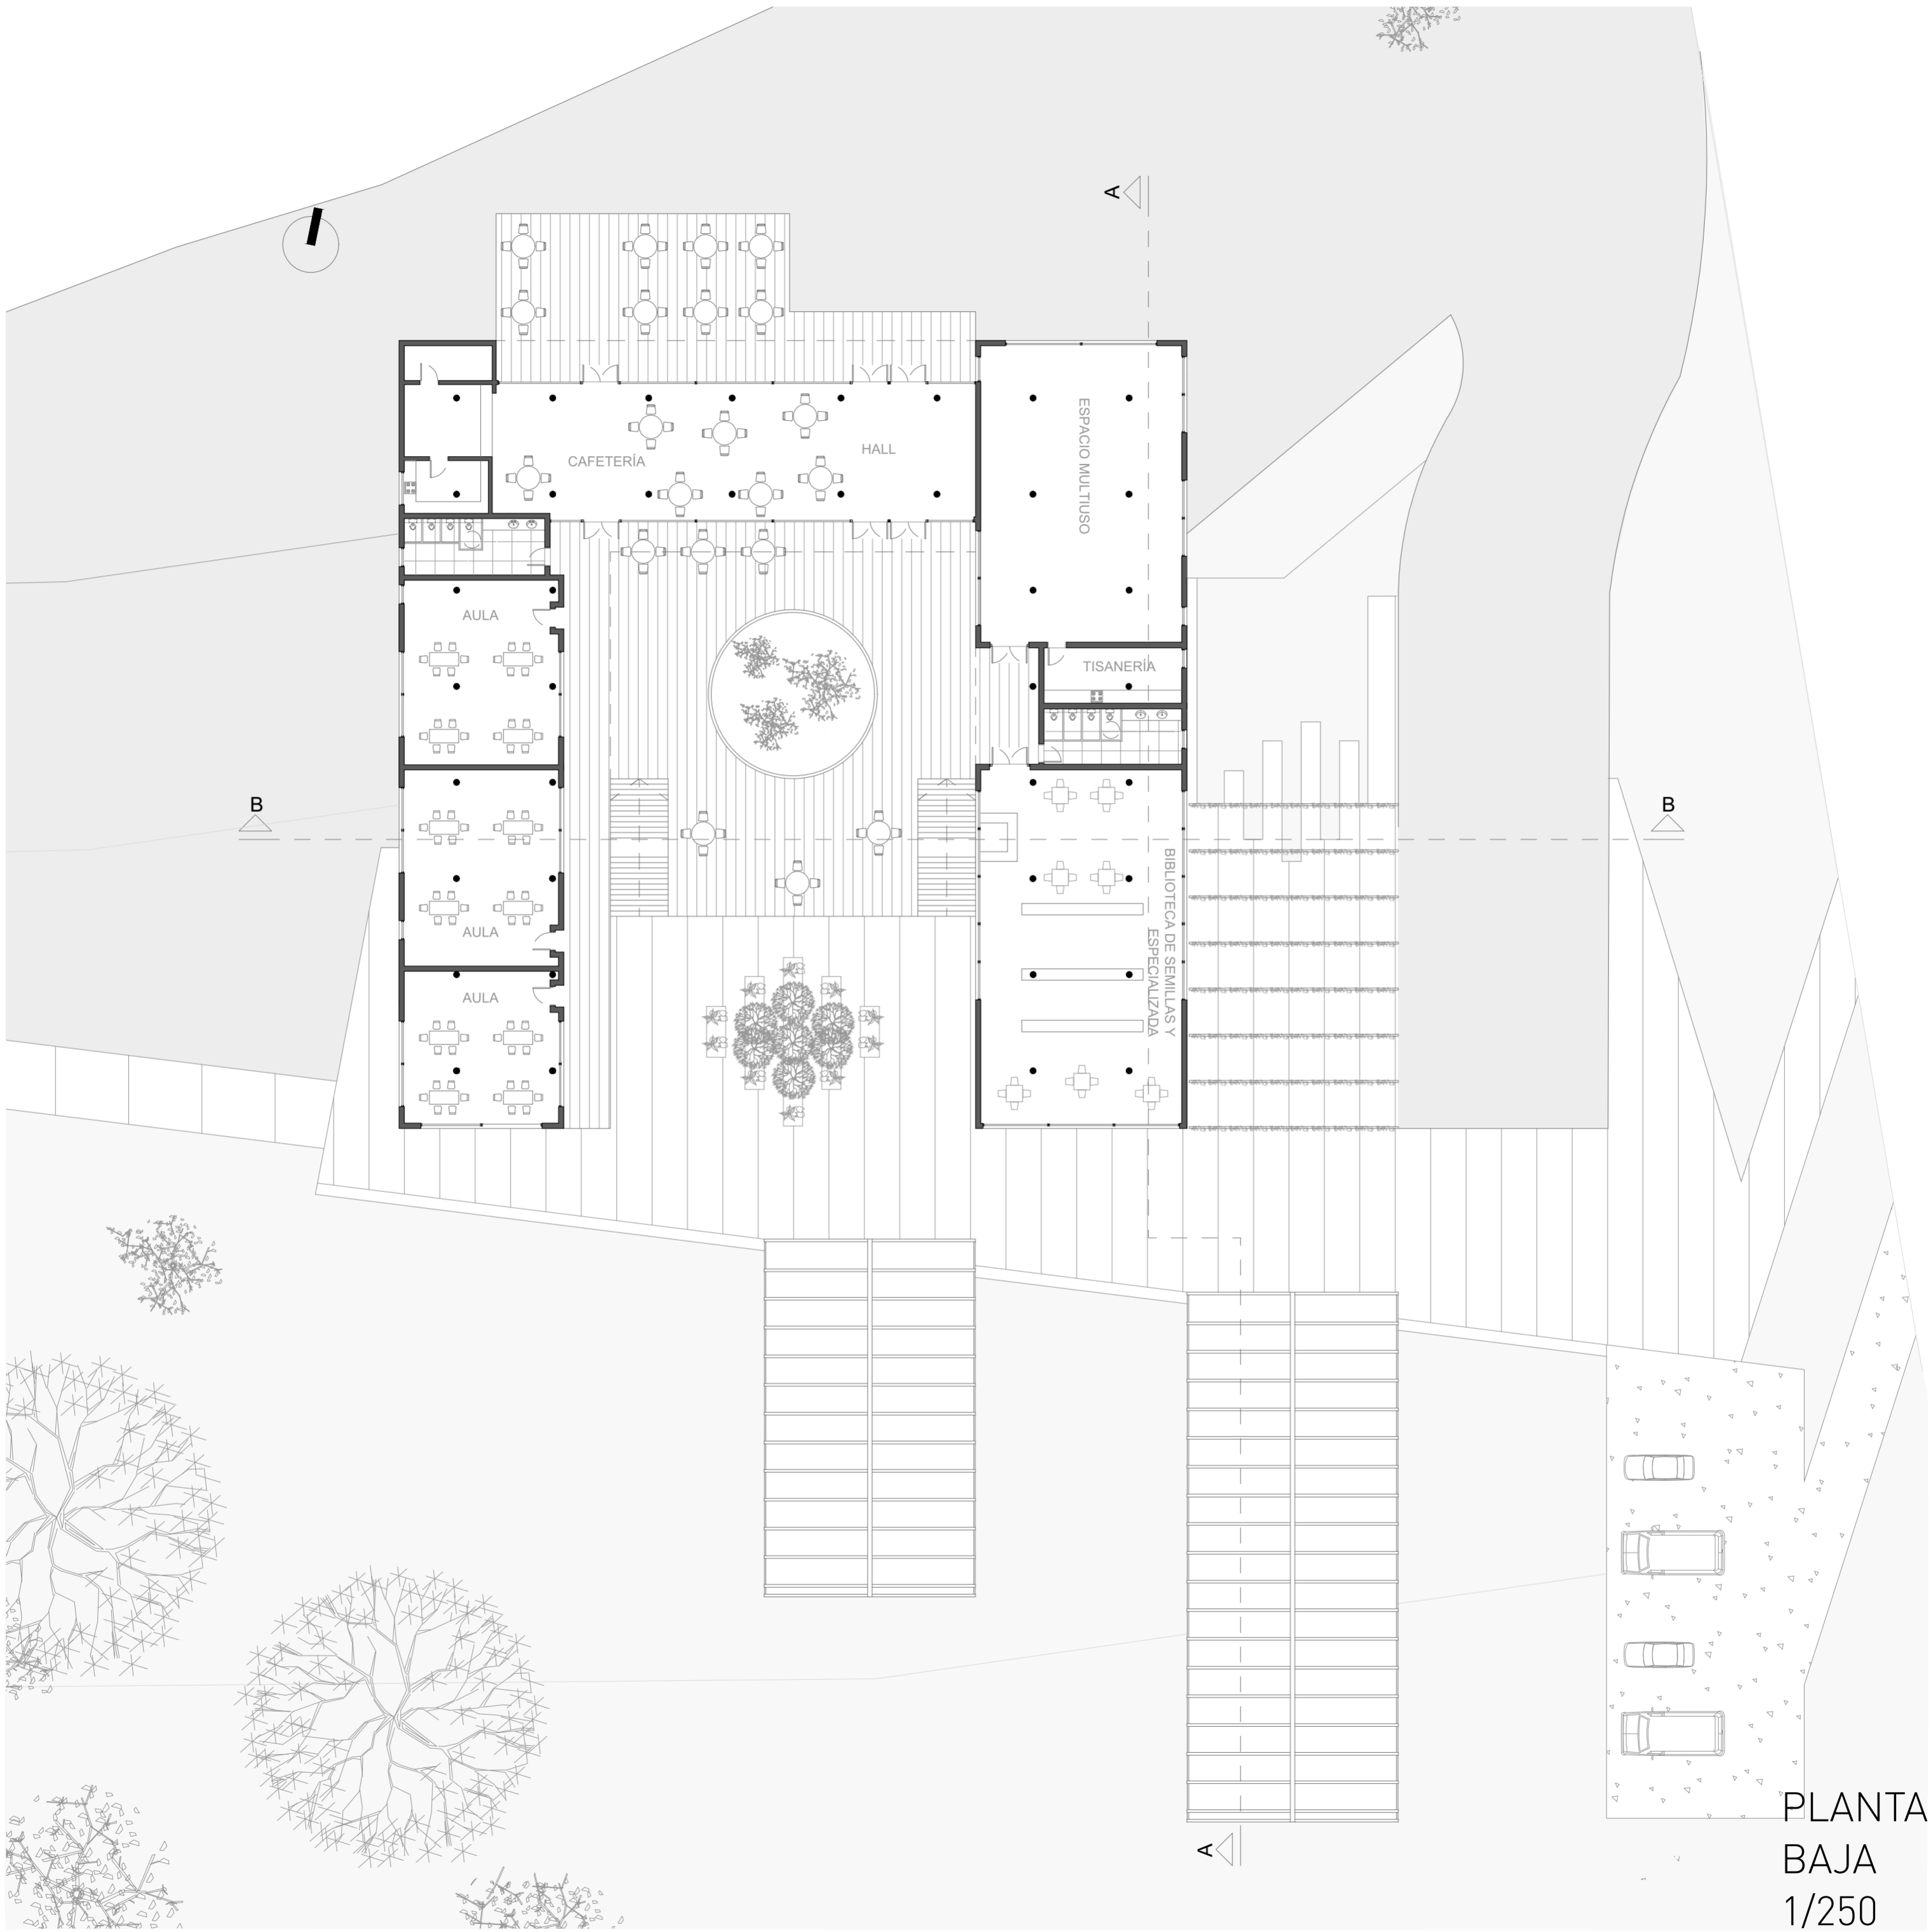 A
CAFETERÍA
HALL
ESPACIO MULTIUSO
AULA
TISANERÍA
B
B
AULA
BIBLIOTECA DE SEMILLAS Y
ESPECIALIZADA
AULA
A
PLANTA
BAJA
1/250